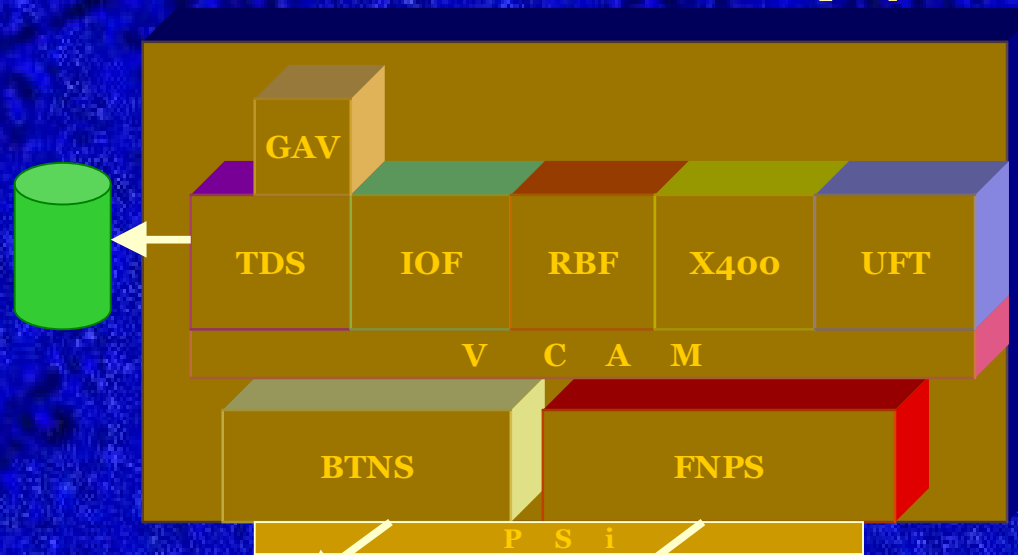 GAV
TDS IOF RBF X400 UFT
V C A M
BTNS FNPS
P S i